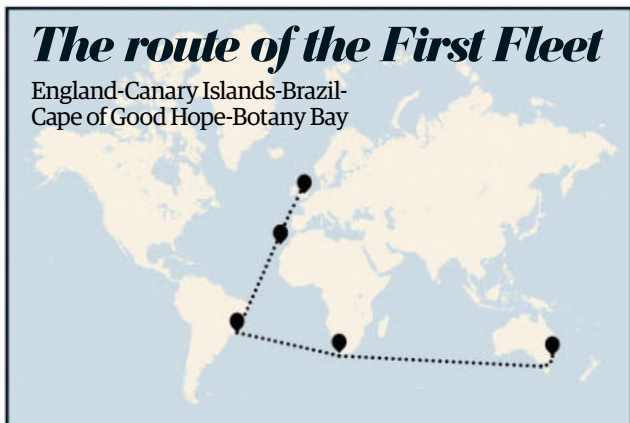 The route of the First Fleet
England-Canary Islands-Brazil-
Cape of Good Hope-Botany Bay